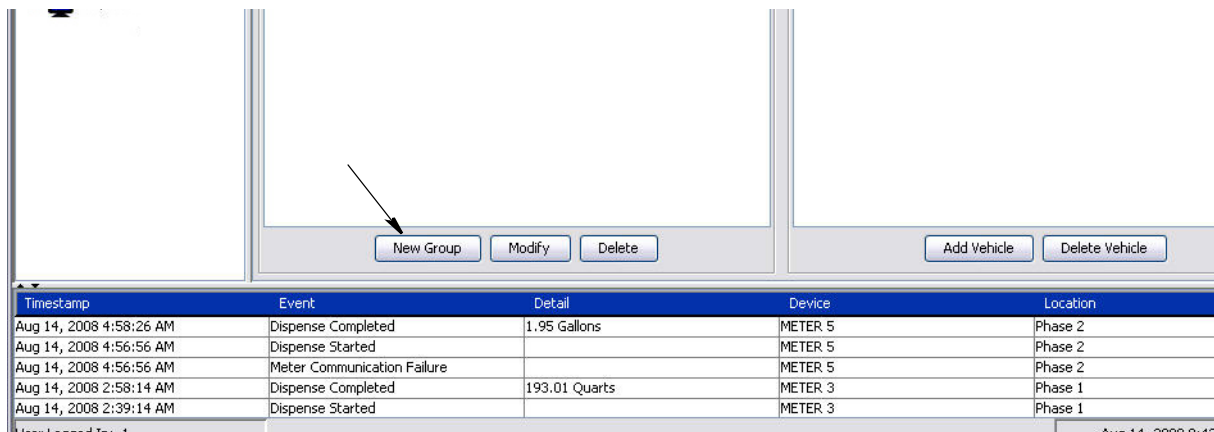 New Group Modify Delete Add Vehicle Delete Vehicle
Timestamp Event Detail Device Location
Aug 14, 2008 4:58:26 AM Dispense Completed 1.95 Gallons METER 5 Phase 2
Aug 14, 2008 4:56:56 AM Dispense Started METER 5 Phase 2
Aug 14, 2008 4:56:56 AM Meter Communication Failure METER 5 Phase 2
Aug 14, 2008 2:58:14 AM Dispense Completed 193.01 Quarts METER 3 Phase 1
Aug 14, 2008 2:39:14 AM Dispense Started METER 3 Phase 1